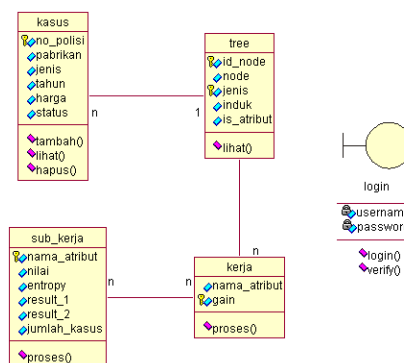 kasus
no_polisi
pabrikan
jenis
tahun
harga
status
tambah()
lihat()
hapus()
n
1
tree
id_node
node
jenis
induk
is_atribut
lihat()
n
login
usernam
passwor
login()
verify()
sub_kerja
nama_atribut
nilai
entropy
result_1
result_2
jumlah_kasus
proses()
n
n
kerja
nama_atribut
gain
proses()